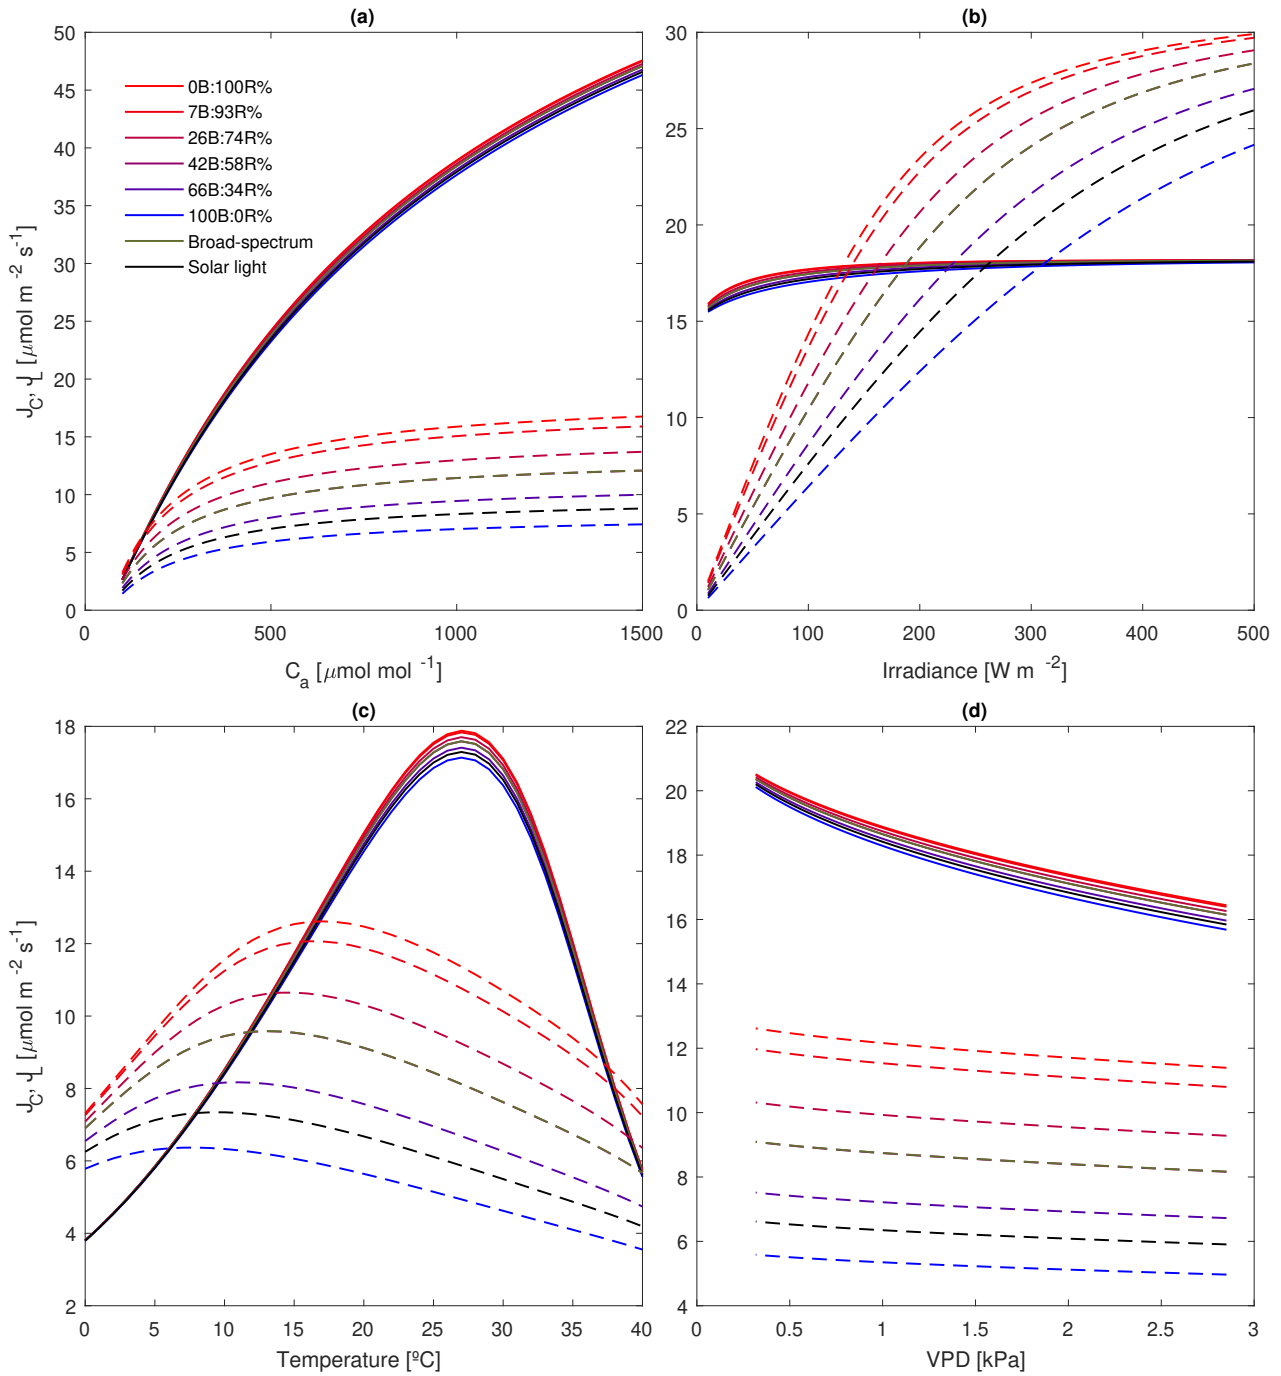 (a)
50
45
40
35
30
25
20
15
10
5
0
0B:100R%
7B:93R%
26B:74R%
42B:58R%
66B:34R%
100B:0R%
Broad-spectrum
Solar light
J_C, J_L [μmol m⁻² s⁻¹]
0 500 1000 1500
C_a [μmol mol⁻¹]
(b)
30
25
20
15
10
5
0
0 100 200 300 400 500
Irradiance [W m⁻²]
(c)
18
16
14
12
10
8
6
4
2
J_C, J_L [μmol m⁻² s⁻¹]
0 5 10 15 20 25 30 35 40
Temperature [ºC]
(d)
22
20
18
16
14
12
10
8
6
4
0 0.5 1 1.5 2 2.5 3
VPD [kPa]